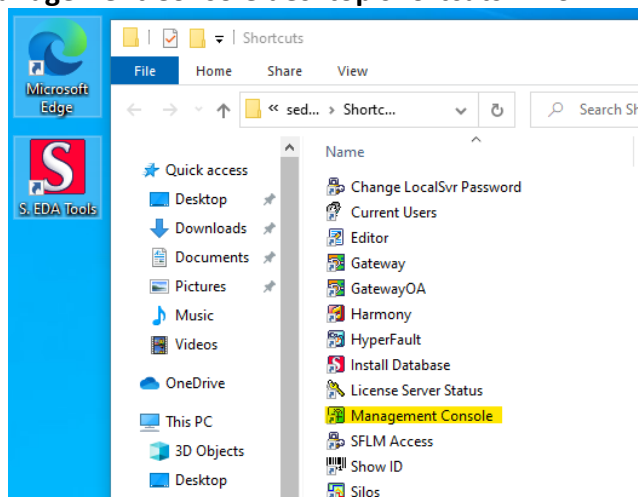 Shortcuts
File Home Share View
Microsoft
Edge
« sed... > Shortc...
Search Sh
Name
S
S. EDA Tools
Quick access
Desktop
Downloads
Documents
Pictures
Music
Videos
OneDrive
This PC
3D Objects
Desktop
Change LocalSvr Password
Current Users
Editor
Gateway
GatewayOA
Harmony
HyperFault
Install Database
License Server Status
Management Console
SFLM Access
Show ID
Silos